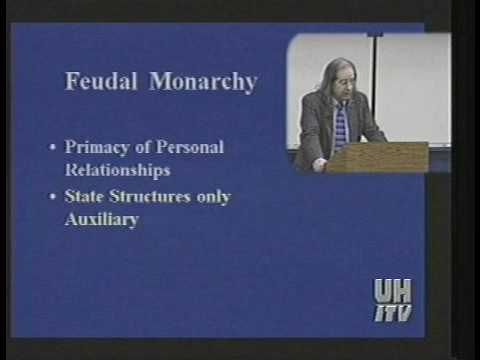 Feudal Monarchy
• Primacy of Personal
Relationships
• State Structures only
Auxiliary
UH
ITV